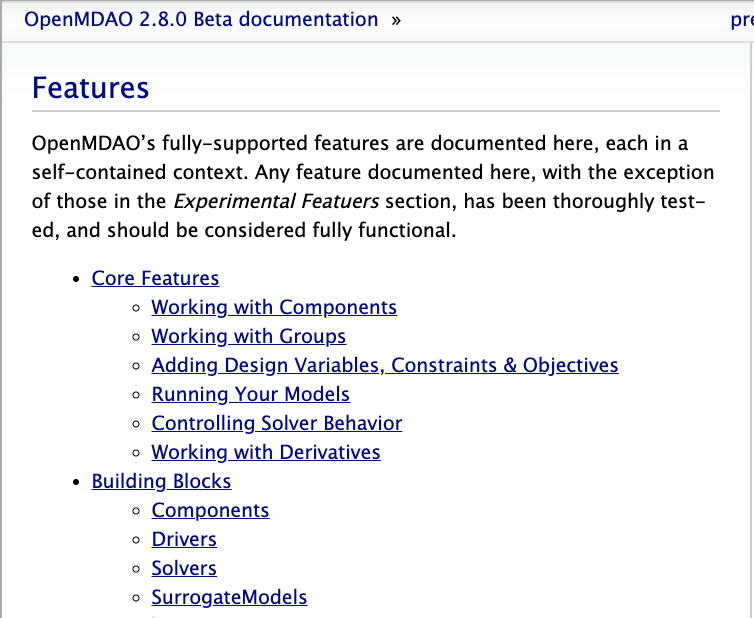 OpenMDAO 2.8.0 Beta documentation »
Features
OpenMDAO’s fully-supported features are documented here, each in a
self-contained context. Any feature documented here, with the exception
of those in the Experimental Featuers section, has been thoroughly test-
ed, and should be considered fully functional.
• Core Features
◦ Working with Components
◦ Working with Groups
◦ Adding Design Variables, Constraints & Objectives
◦ Running Your Models
◦ Controlling Solver Behavior
◦ Working with Derivatives
• Building Blocks
◦ Components
◦ Drivers
◦ Solvers
◦ SurrogateModels